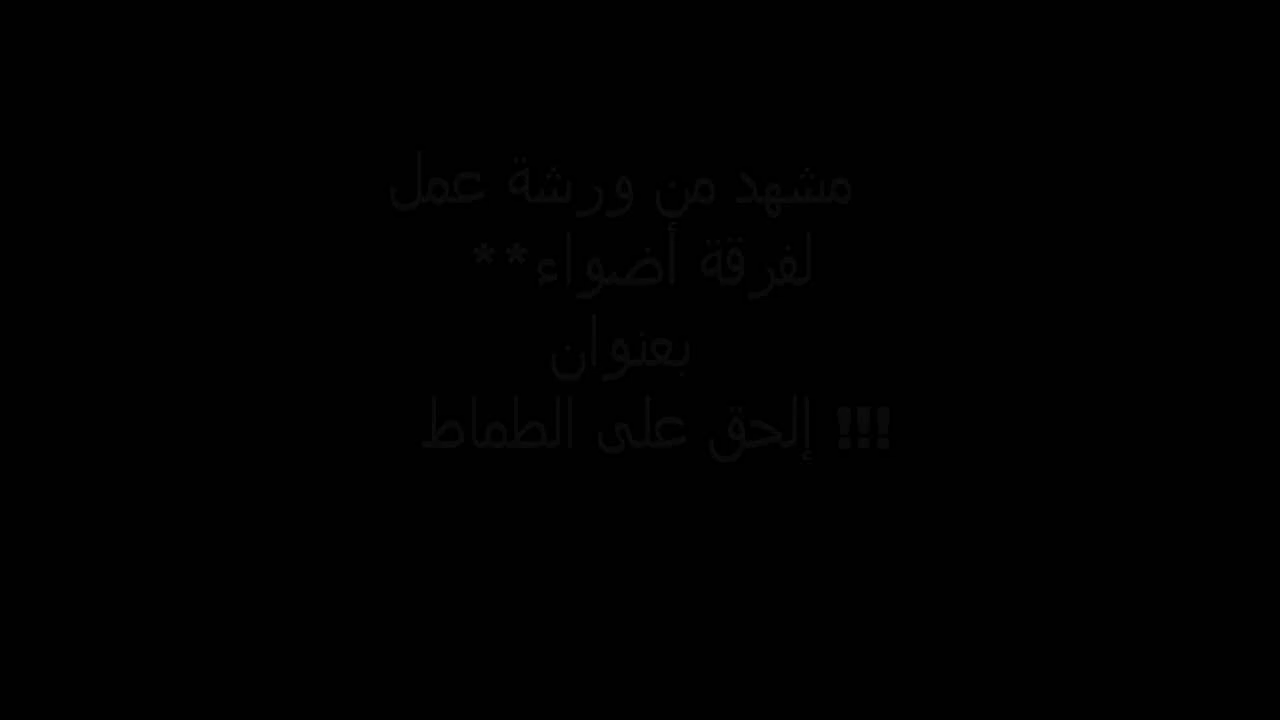 مشهد من ورشة عمل
لفرقة أضواء**
بعنوان
إلحق على الطماط !!!